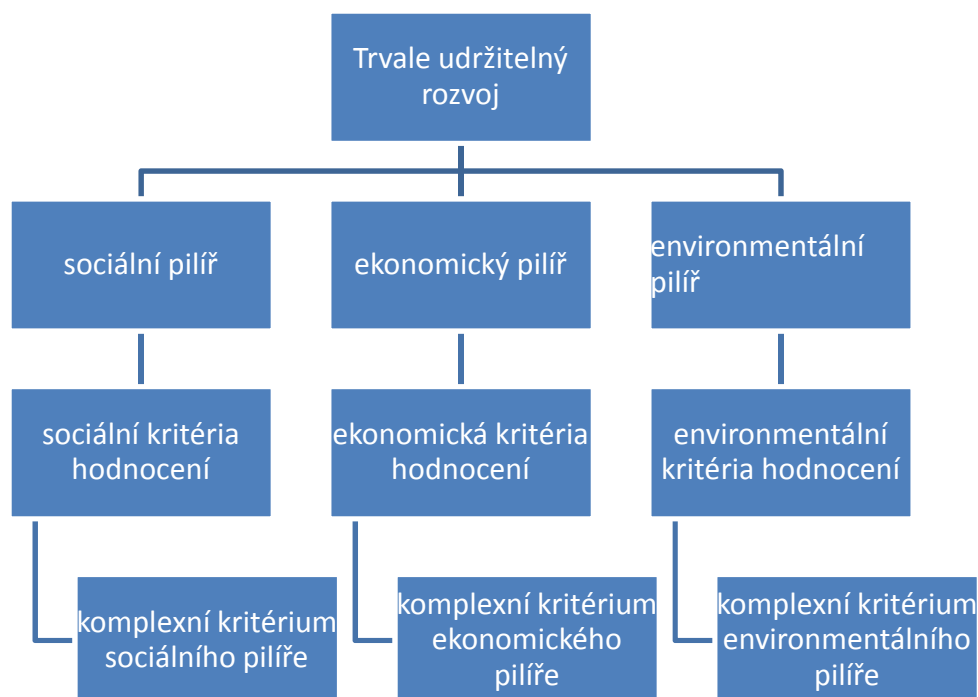 Trvale udržitelný
rozvoj
sociální pilíř
ekonomický pilíř
environmentální
pilíř
sociální kritéria
hodnocení
ekonomická kritéria
hodnocení
environmentální
kritéria hodnocení
komplexní kritérium
sociálního pilíře
komplexní kritérium
ekonomického
pilíře
komplexní kritérium
environmentálního
pilíře